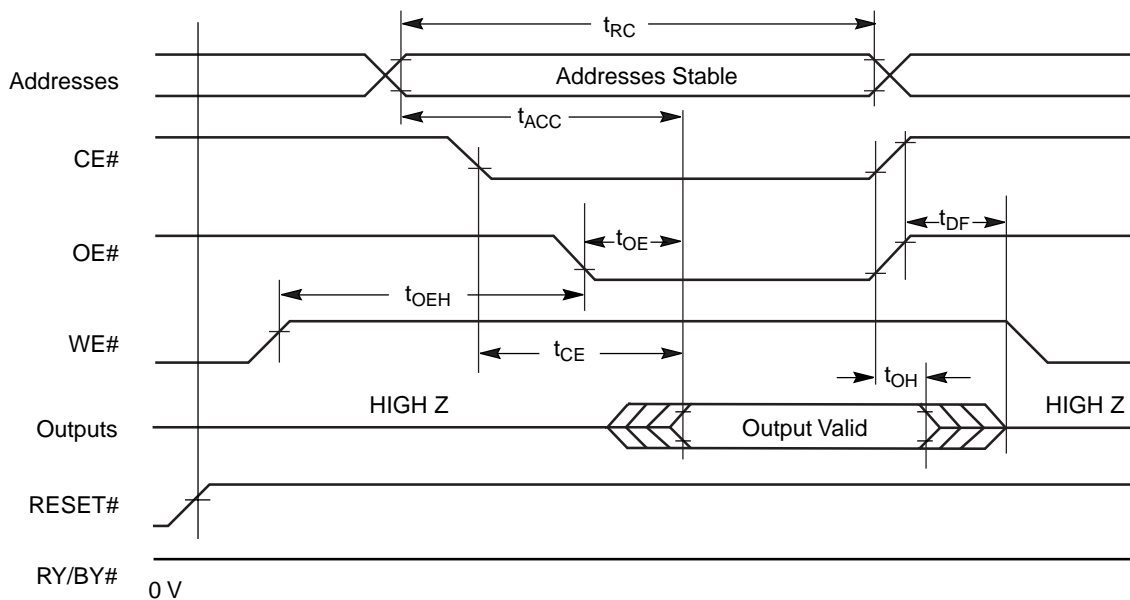 tRC
Addresses
Addresses Stable
tACC
CE#
tDF
OE#
tOE
tOEH
WE#
tCE
tOH
HIGH Z
HIGH Z
Outputs
Output Valid
RESET#
RY/BY#
0 V